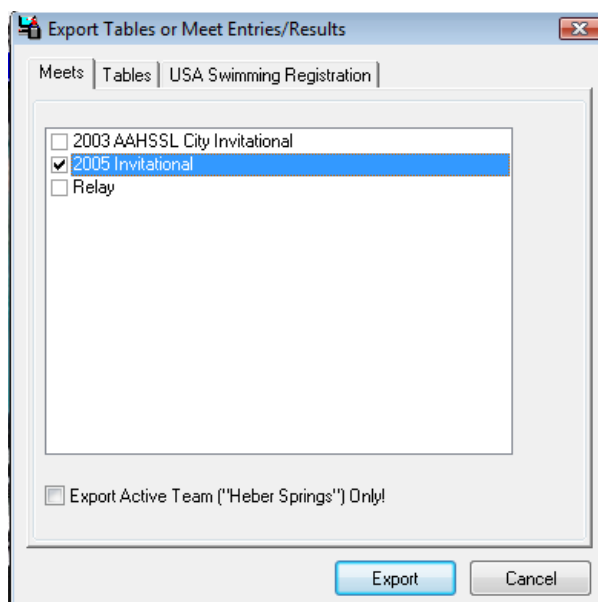 Export Tables or Meet Entries/Results
Meets Tables USA Swimming Registration
2003 AAHSSL City Invitational
2005 Invitational
Relay
Export Active Team ("Heber Springs") Only!
Export Cancel